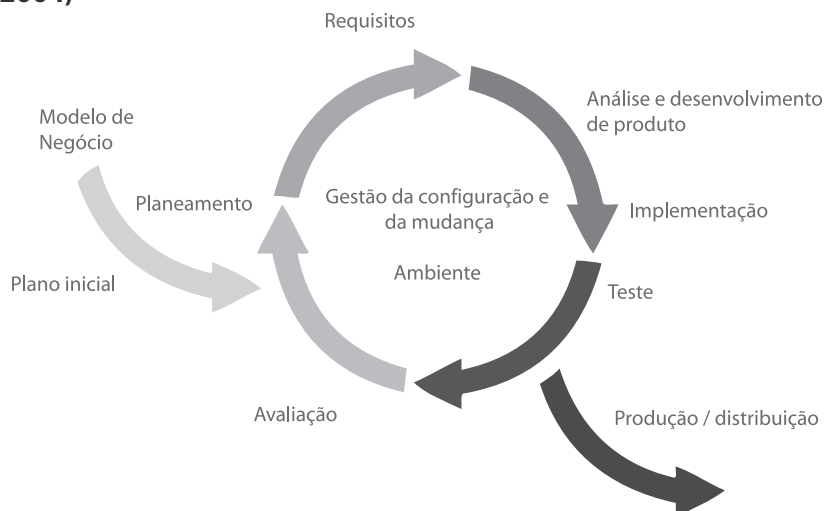 Requisitos
Modelo de
Negócio
Análise e desenvolvimento
de produto
Planeamento
Gestão da configuração e
da mudança
Implementação
Ambiente
Plano inicial
Teste
Avaliação
Produção / distribuição